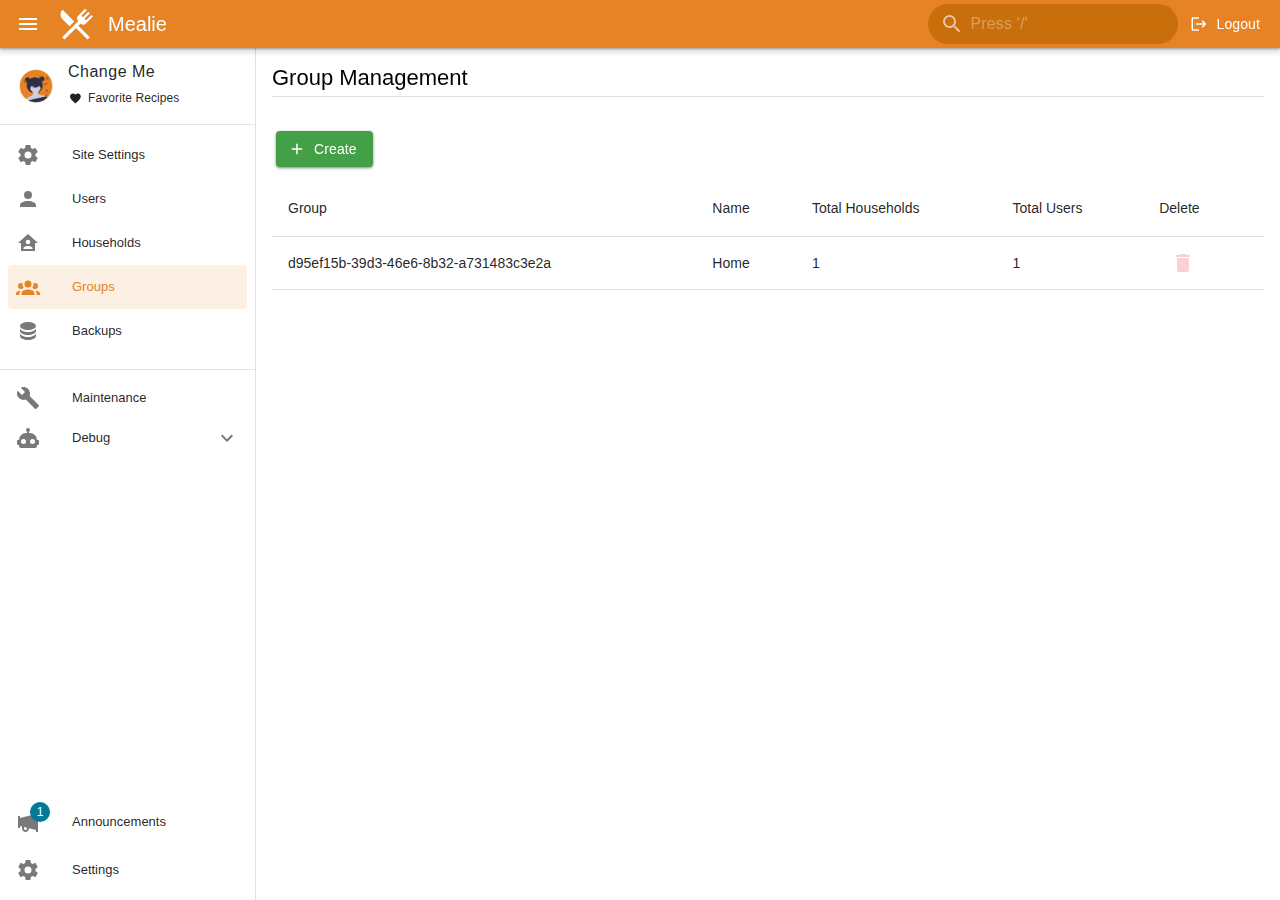 Mealie
Press '/'
Logout
Change Me
Favorite Recipes
Site Settings
Users
Households
Groups
Backups
Maintenance
Debug
1
Announcements
Settings
Group Management
Create
Group Name Total Households Total Users Delete
d95ef15b-39d3-46e6-8b32-a731483c3e2a Home 1 1